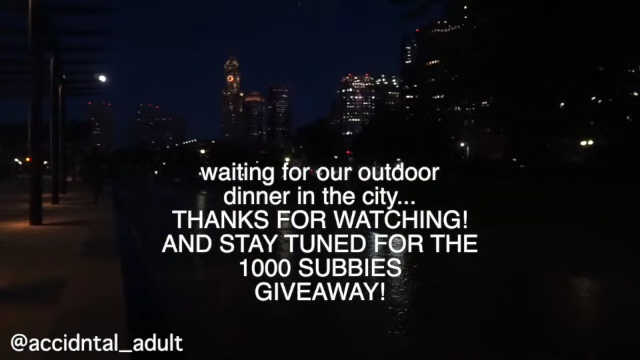 waiting for our outdoor
dinner in the city...
THANKS FOR WATCHING!
AND STAY TUNED FOR THE
1000 SUBBIES
GIVEAWAY!
@accidntal_adult